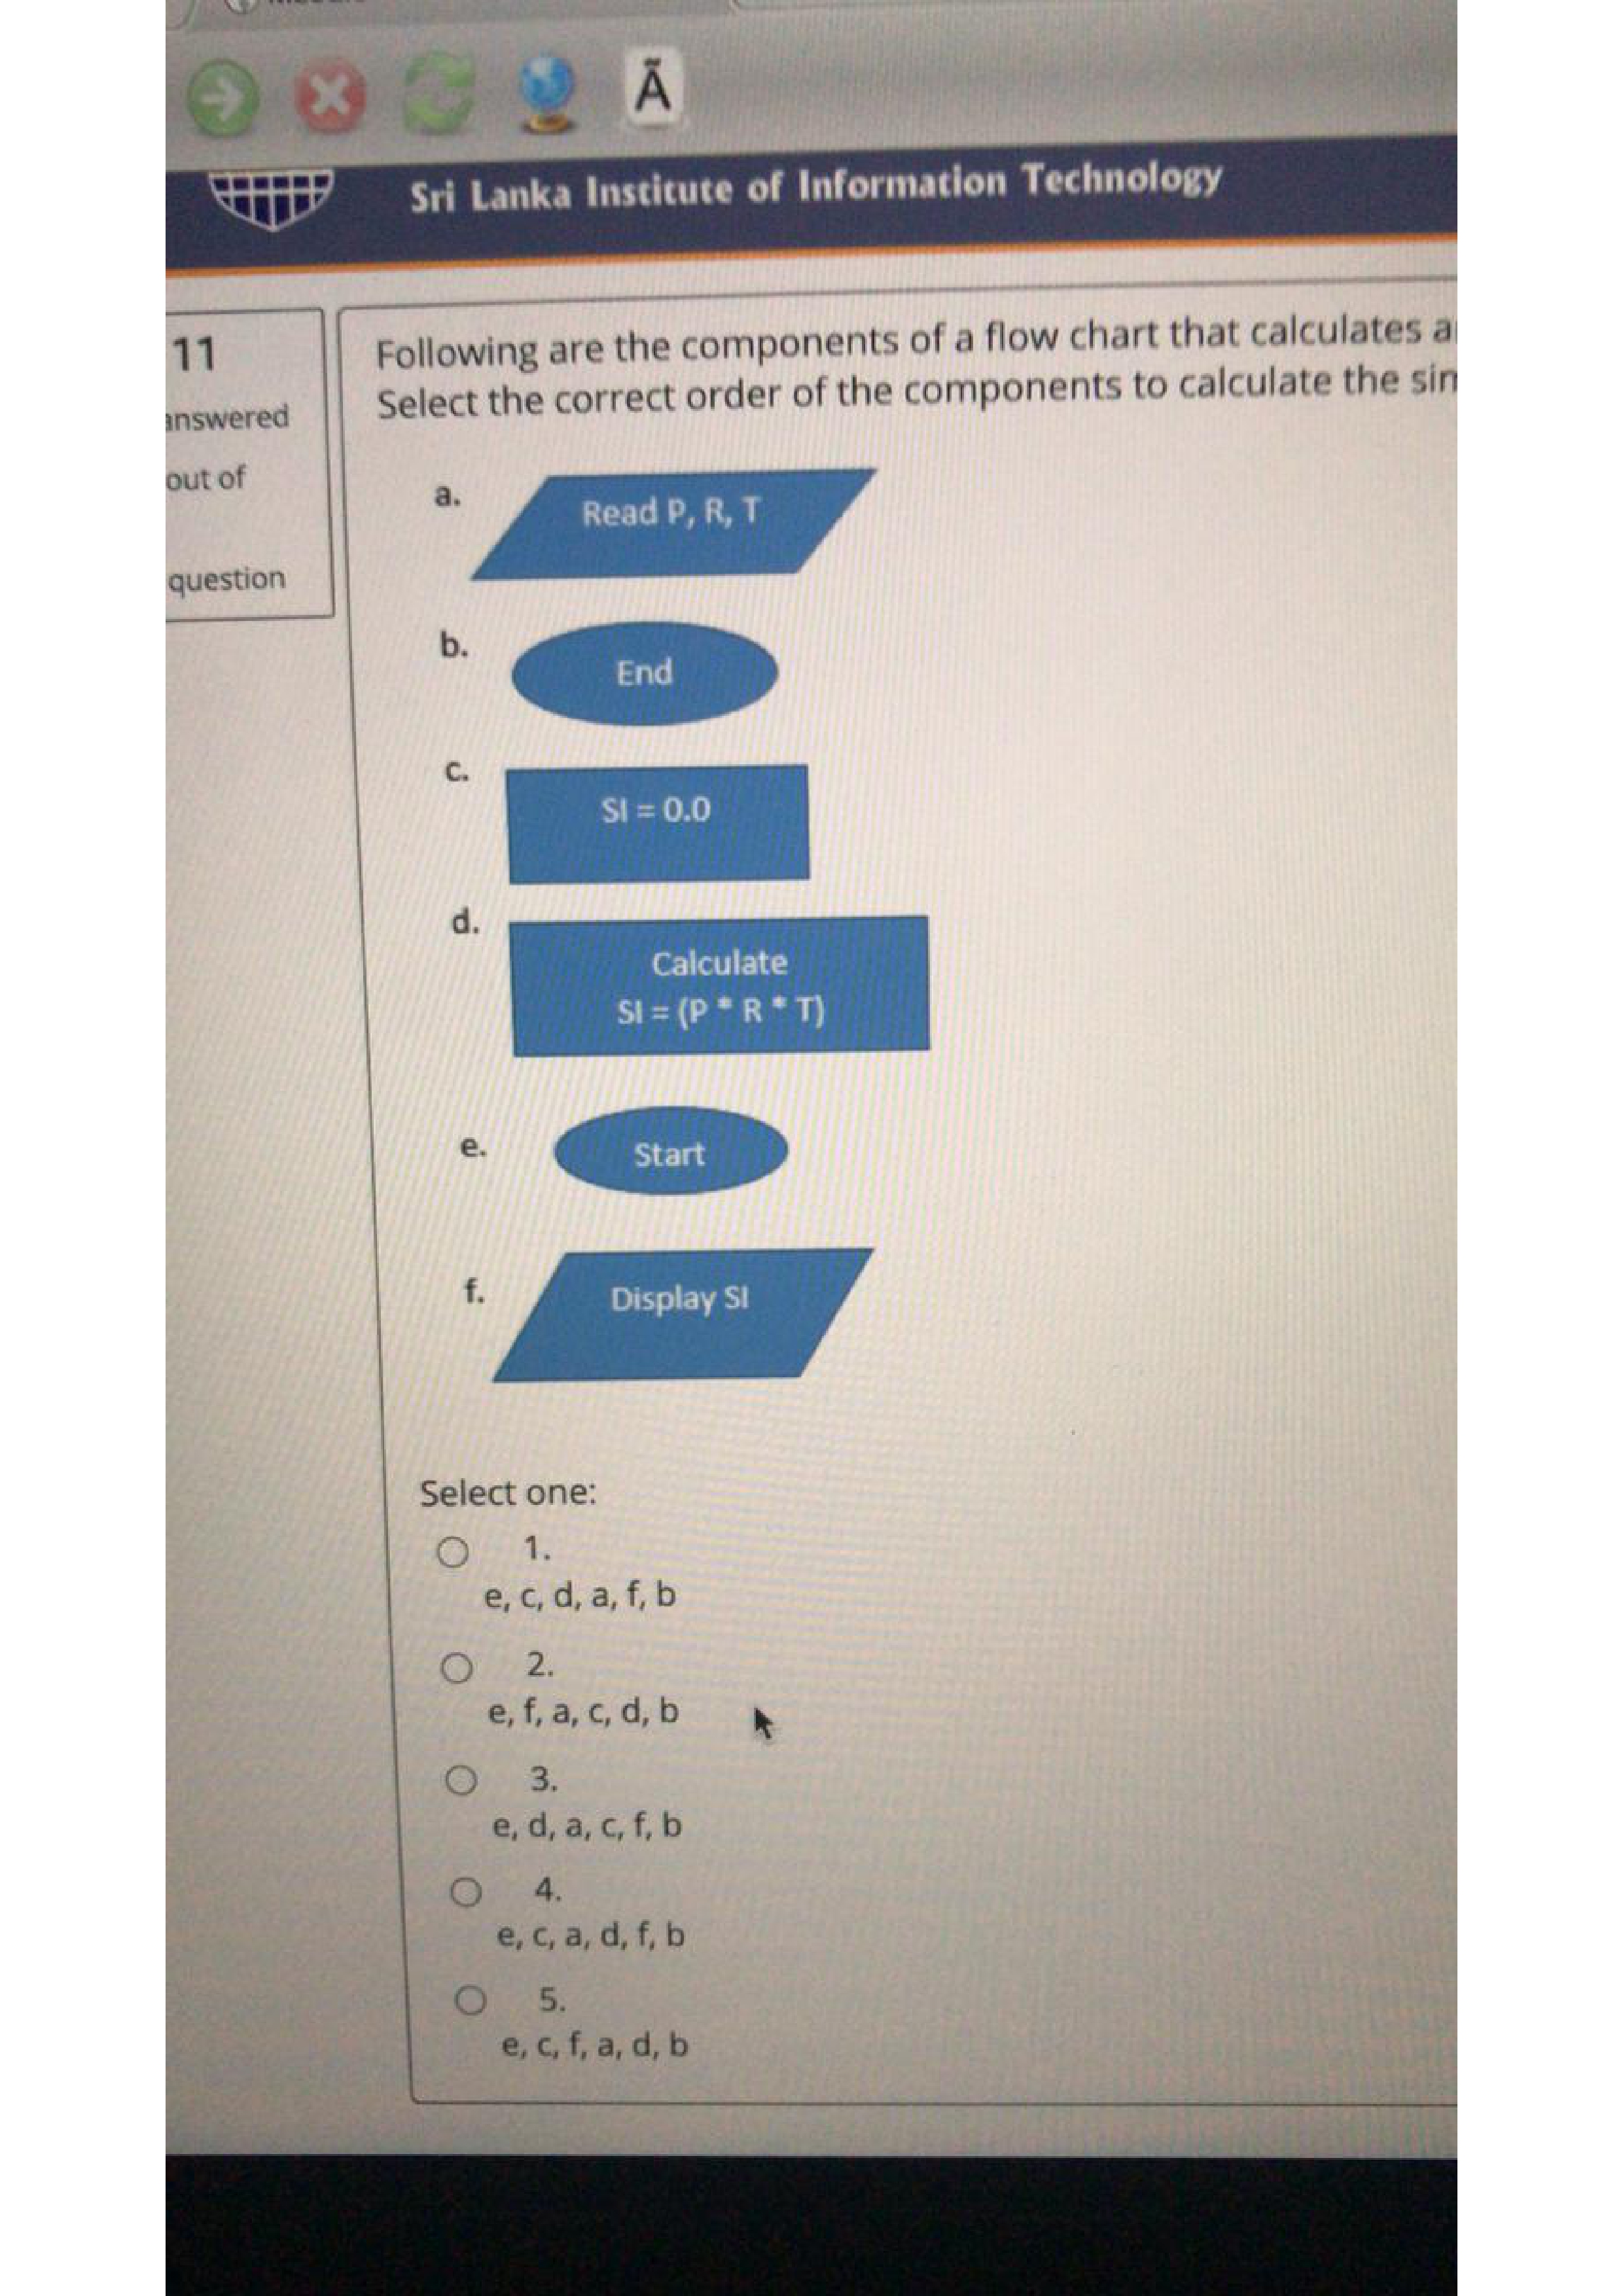 Ã
Sri Lanka Institute of Information Technology
11
answered
out of
question
Following are the components of a flow chart that calculates
Select the correct order of the components to calculate the
a.
Read P, R, T
b.
End
c.
SI = 0.0
d.
Calculate
SI = (P * R * T)
e.
Start
f.
Display SI
Select one:
1.
e, c, d, a, f, b
2.
e, f, a, c, d, b
3.
e, d, a, c, f, b
4.
e, c, a, d, f, b
5.
e, c, f, a, d, b